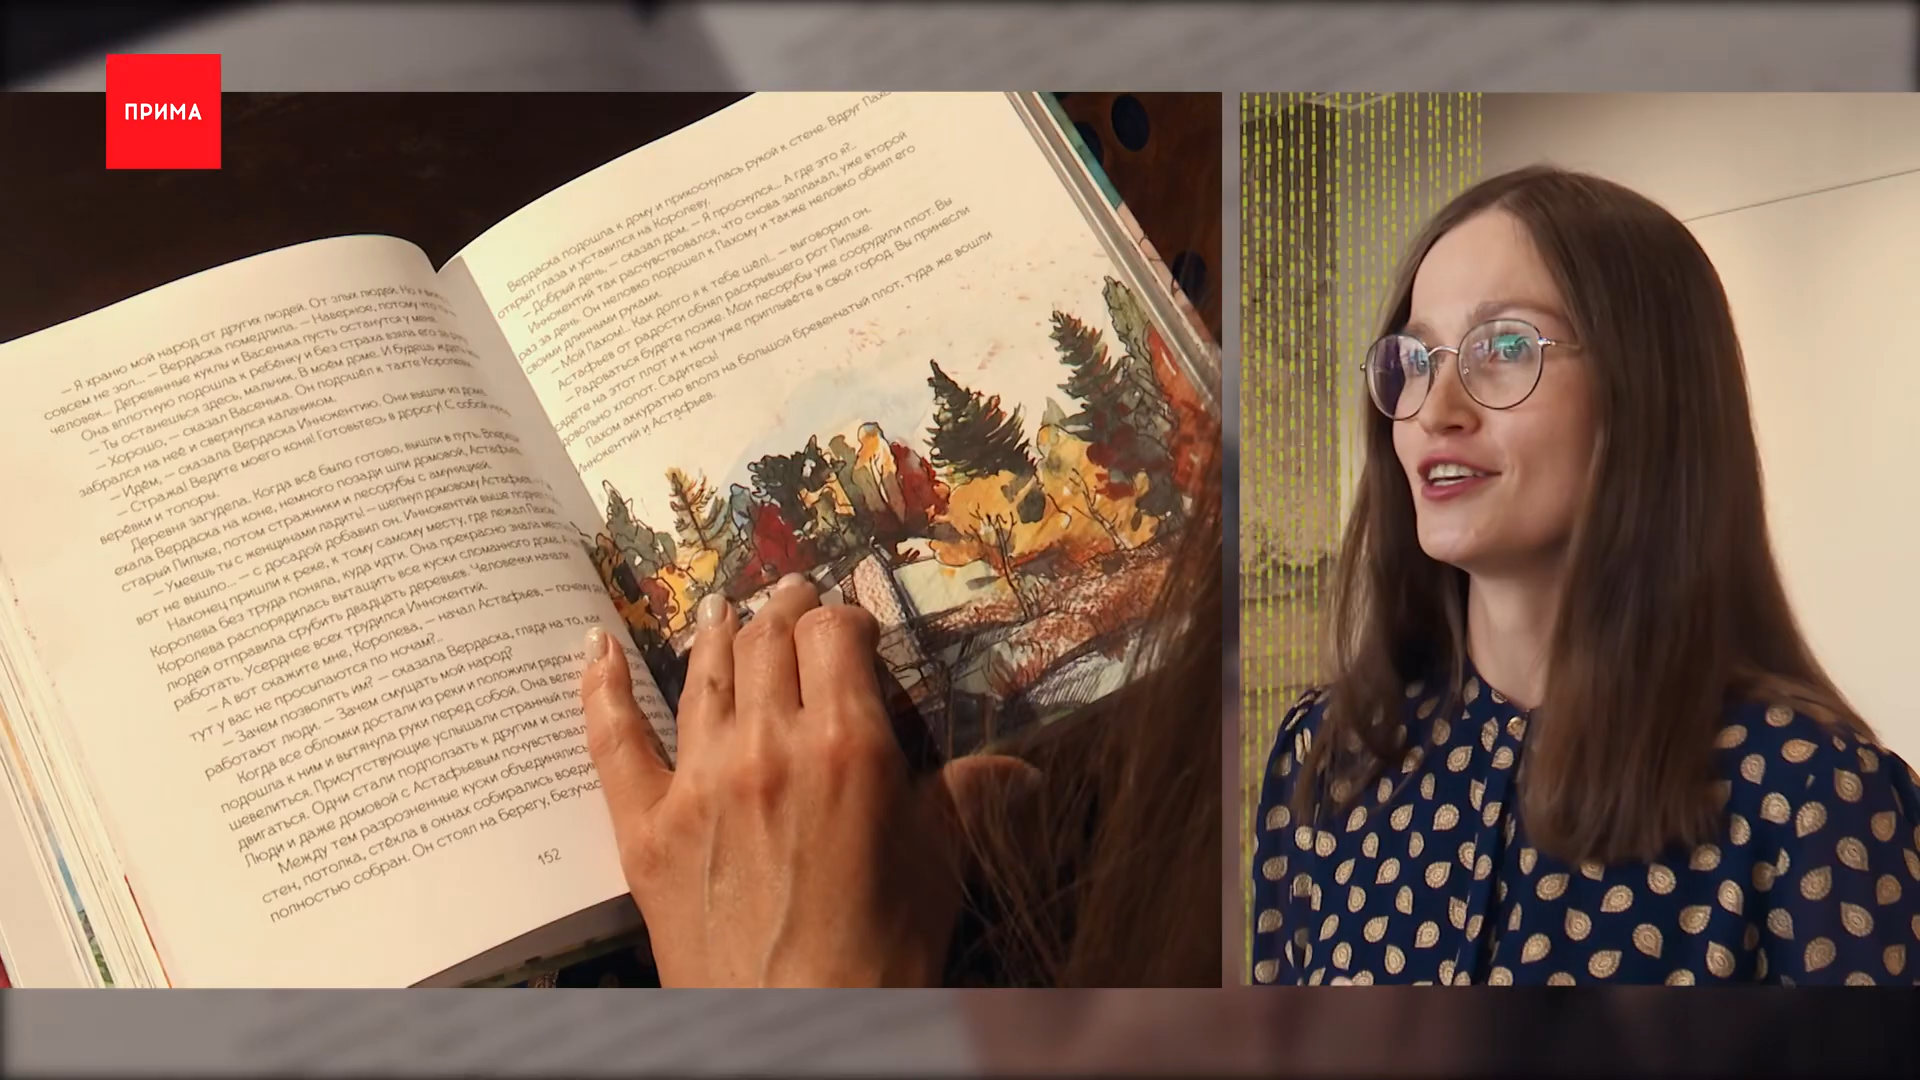 ПРИМА
— Я храню мой народ от других людей. От злых людей. Но я вижу
совсем не зол... — Вердаска помедлила. — Наверное, потому что ты не
человек... Деревянные куклы и Васенька пусть останутся у меня.
Она вплотную подошла к ребёнку и без страха взяла его за
— Ты останешься здесь, мальчик. В моём доме. И будешь ждать
— Хорошо, — сказал Васенька. Он подошёл к тахте Королевы,
забрался на неё и свернулся калачиком.
— Идём, — сказала Вердаска Иннокентию. Они вышли из дома.
— Стража! Ведите моего коня! Готовьтесь, в дорогу! С собой
верёвки и топоры.
Деревня загудела. Когда всё было готово, вышли в путь. Впереди
ехала Вердаска на коне, немного позади шли домовой, Астафьев,
старый Пильхе, потом стражники и лесорубы с амуницией.
— Умеешь ты с женщинами ладить! — шепнул домовому Астафьев.
вот не вышло... — с досадой добавил он. Иннокентий выше поднял
Наконец пришли к реке, к тому самому месту, где лежал Пахом.
Королева без труда поняла, куда идти. Она прекрасно знала
Королева распорядилась вытащить все куски сломанного дома. А
людей отправила срубить двадцать деревьев. Человечки начали
работать. Усерднее всех трудился Иннокентий.
— А вот скажите мне, Королева, — начал Астафьев, — почему
тут у вас не просыпаются по ночам?..
— Зачем позволять им? — сказала Вердаска, глядя на то, как
работают люди. — Зачем смущать мой народ?
Когда все обломки достали из реки и положили рядом
подошла к ним и вытянула руки перед собой. Она
шевелиться. Присутствующие услышали странный
двигаться. Одни стали подползать к другим и
Люди и даже домовой с Астафьевым почувствовали
Между тем разрозненные куски объединялись
стен, потолка, стёкла в окнах собирались воедино
полностью собран. Он стоял на берегу,
152
Вердаска подошла к дому и прикоснулась рукой к стене. Вдруг
открыл глаза и уставился на Королеву.
— Добрый день, — сказал дом. — Я проснулся... А где это я?..
Иннокентий так расчувствовался, что снова заплакал, уже второй
раз за день. Он неловко подошёл к Пахому и также неловко обнял его
своими длинными руками.
— Мой Пахом!.. Как долго я к тебе шёл!.. — выговорил он.
Астафьев от радости обнял раскрывшего рот Пильхе.
— Радоваться будете позже. Мои лесорубы уже соорудили плот. Вы
сядете на этот плот и к ночи уже приплывёте в свой город. Вы принесли
довольно хлопот. Садитесь!
Пахом аккуратно вполз на большой бревенчатый плот, туда же вошли
Иннокентий и Астафьев.